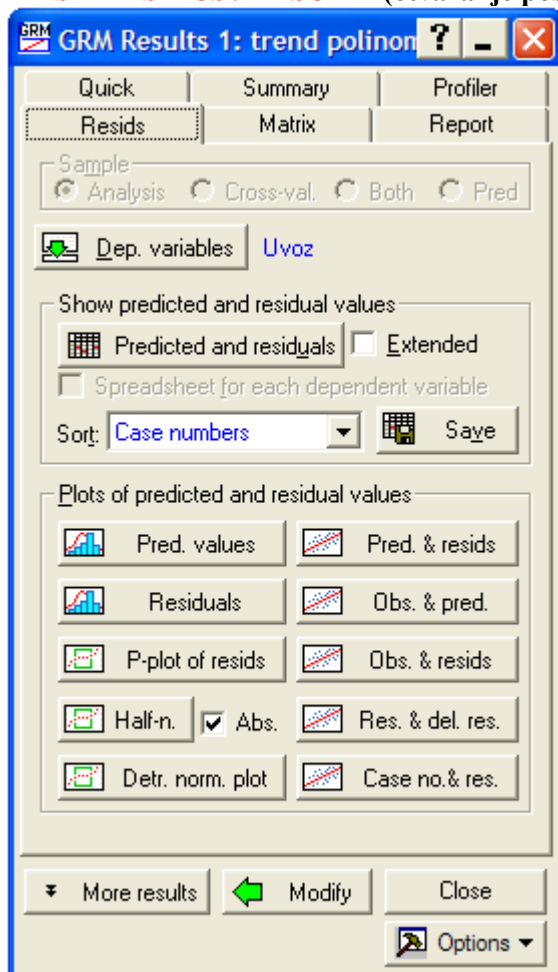 GRM Results 1: trend polinom
Quick Summary Profiler
Resids Matrix Report
Sample
Analysis Cross-val. Both Pred
Dep. variables Uvoz
Show predicted and residual values
Predicted and residuals Extended
Spreadsheet for each dependent variable
Sort: Case numbers Save
Plots of predicted and residual values
Pred. values Pred. & resids
Residuals Obs. & pred.
P-plot of resids Obs. & resids
Half-n. Abs. Res. & del. res.
Detr. norm. plot Case no.& res.
More results Modify Close
Options